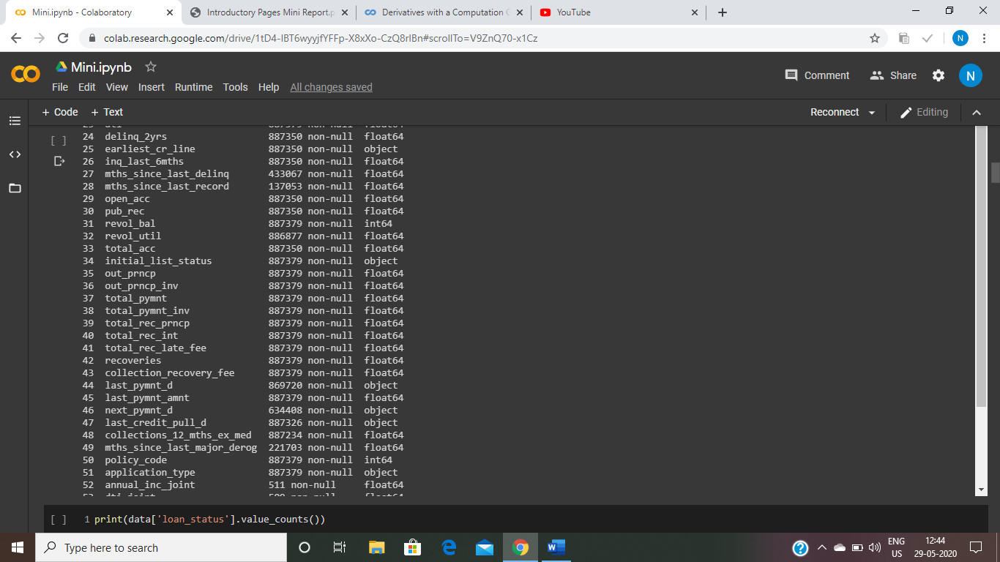 Mini.ipynb - Colaboratory
Introductory Pages Mini Report.p
Derivatives with a Computation
YouTube
colab.research.google.com/drive/1tD4-IBT6wyyjfYFFp-X8xXo-CzQ8rIBn#scrollTo=V9ZnQ70-x1Cz
N
Mini.ipynb
Comment Share N
File Edit View Insert Runtime Tools Help All changes saved
+ Code + Text Reconnect Editing
24 delinq_2yrs 887350 non-null float64
25 earliest_cr_line 887350 non-null object
26 inq_last_6mths 887350 non-null float64
27 mths_since_last_delinq 433067 non-null float64
28 mths_since_last_record 137053 non-null float64
29 open_acc 887350 non-null float64
30 pub_rec 887350 non-null float64
31 revol_bal 887379 non-null int64
32 revol_util 886877 non-null float64
33 total_acc 887350 non-null float64
34 initial_list_status 887379 non-null object
35 out_prncp 887379 non-null float64
36 out_prncp_inv 887379 non-null float64
37 total_pymnt 887379 non-null float64
38 total_pymnt_inv 887379 non-null float64
39 total_rec_prncp 887379 non-null float64
40 total_rec_int 887379 non-null float64
41 total_rec_late_fee 887379 non-null float64
42 recoveries 887379 non-null float64
43 collection_recovery_fee 887379 non-null float64
44 last_pymnt_d 869720 non-null object
45 last_pymnt_amnt 887379 non-null float64
46 next_pymnt_d 634408 non-null object
47 last_credit_pull_d 887326 non-null object
48 collections_12_mths_ex_med 887234 non-null float64
49 mths_since_last_major_derog 221703 non-null float64
50 policy_code 887379 non-null int64
51 application_type 887379 non-null object
52 annual_inc_joint 511 non-null float64
[ ] 1 print(data['loan_status'].value_counts())
Type here to search
ENG
US
12:44
29-05-2020